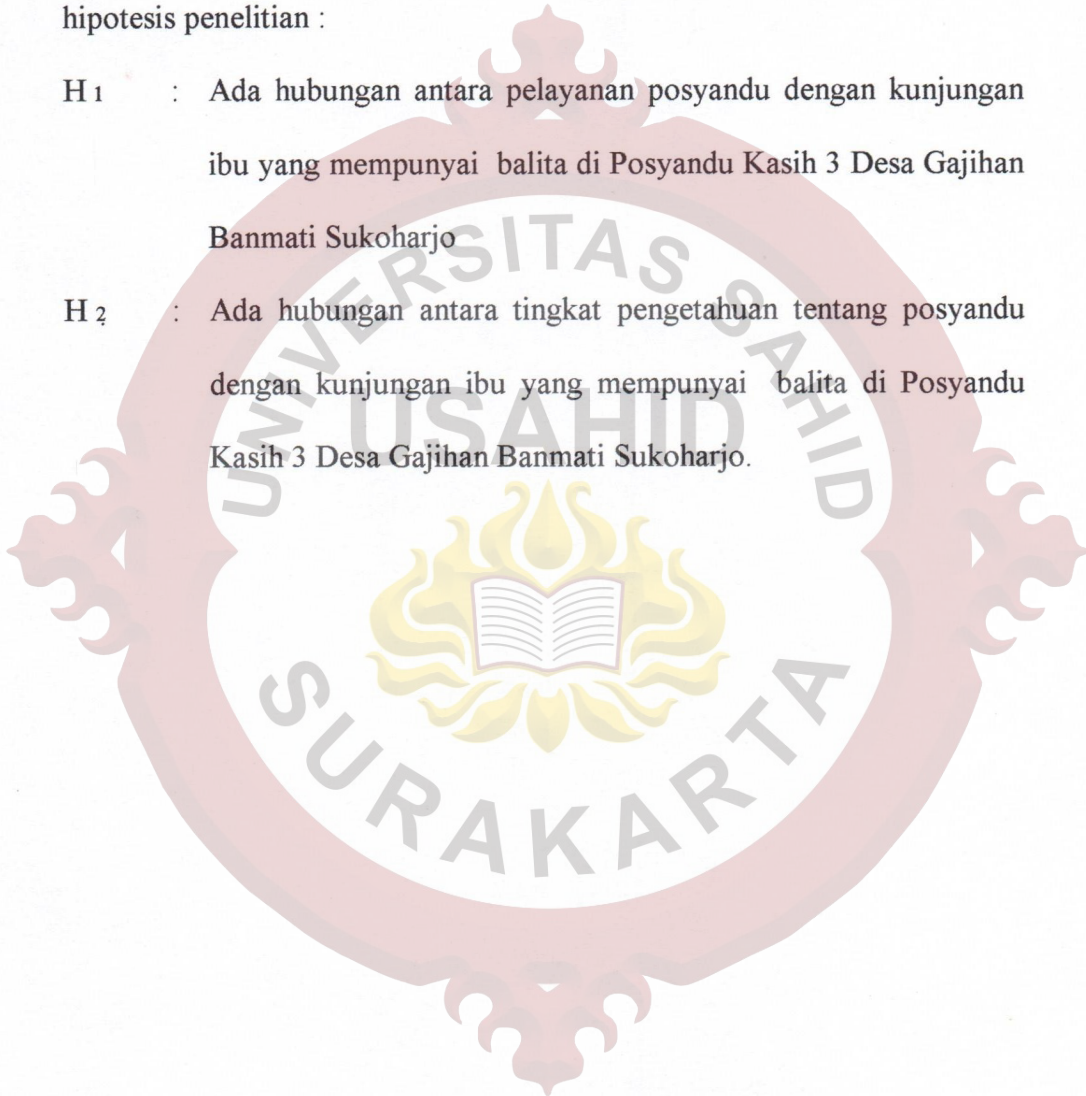 hipotesis penelitian :
H 1 : Ada hubungan antara pelayanan posyandu dengan kunjungan
ibu yang mempunyai balita di Posyandu Kasih 3 Desa Gajihan
Banmati Sukoharjo
H 2 : Ada hubungan antara tingkat pengetahuan tentang posyandu
dengan kunjungan ibu yang mempunyai balita di Posyandu
Kasih 3 Desa Gajihan Banmati Sukoharjo.
UNIVERSITAS SAHID
USAHID
SURAKARTA